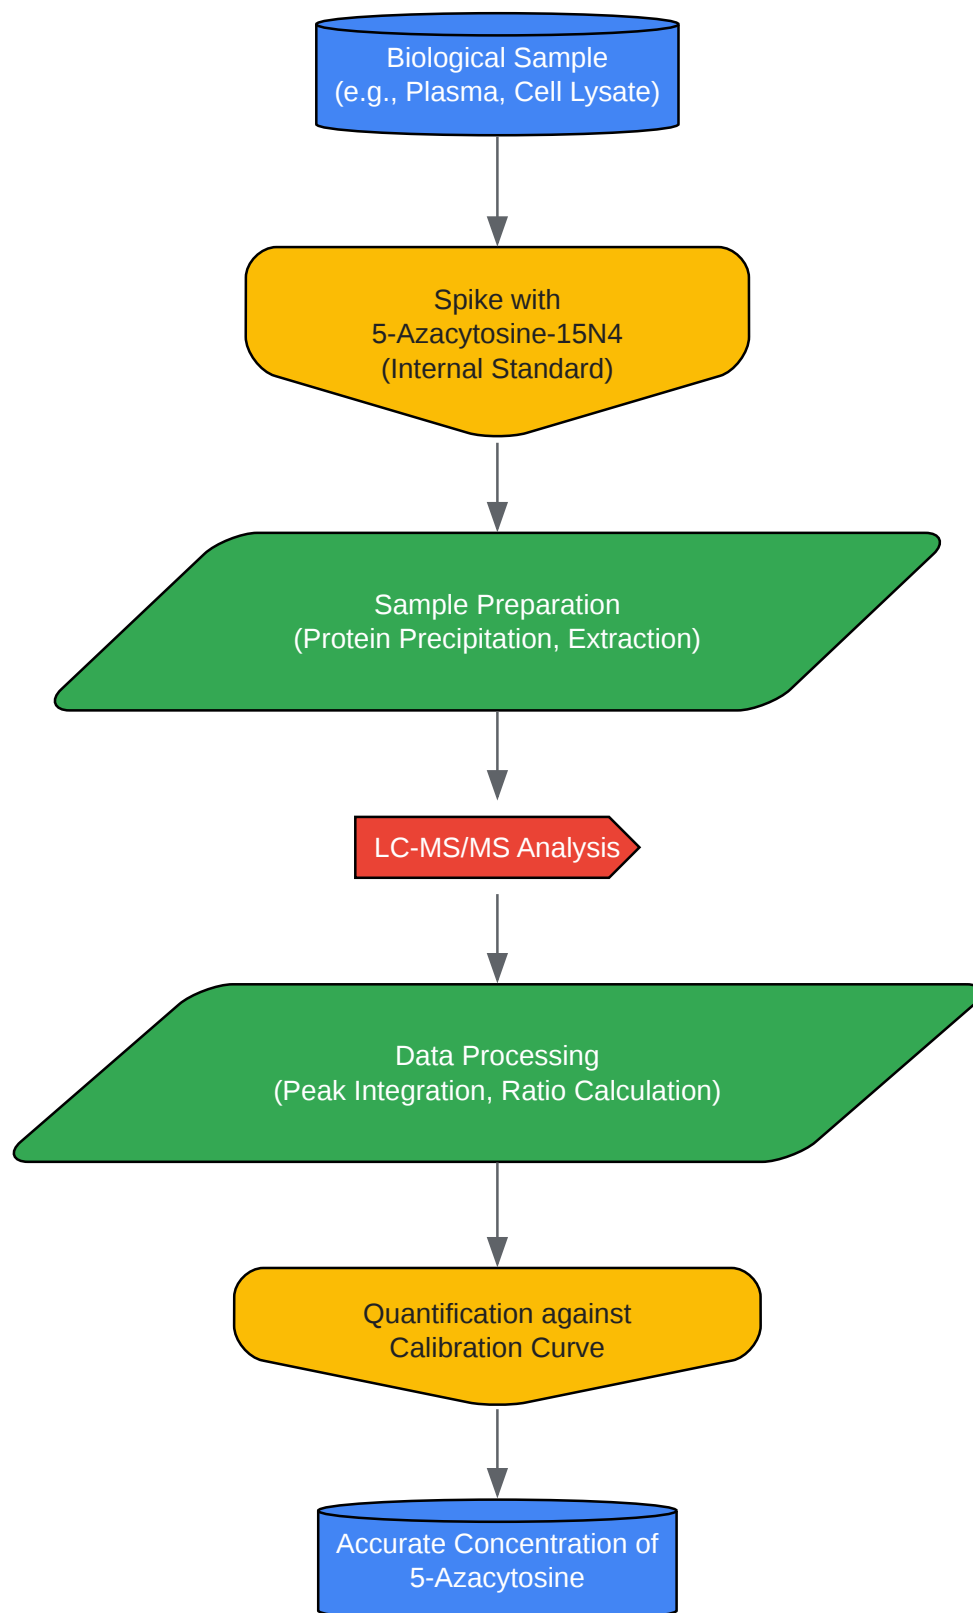 Biological Sample
(e.g., Plasma, Cell Lysate)
Spike with
5-Azacytosine-15N4
(Internal Standard)
Sample Preparation
(Protein Precipitation, Extraction)
LC-MS/MS Analysis
Data Processing
(Peak Integration, Ratio Calculation)
Quantification against
Calibration Curve
Accurate Concentration of
5-Azacytosine